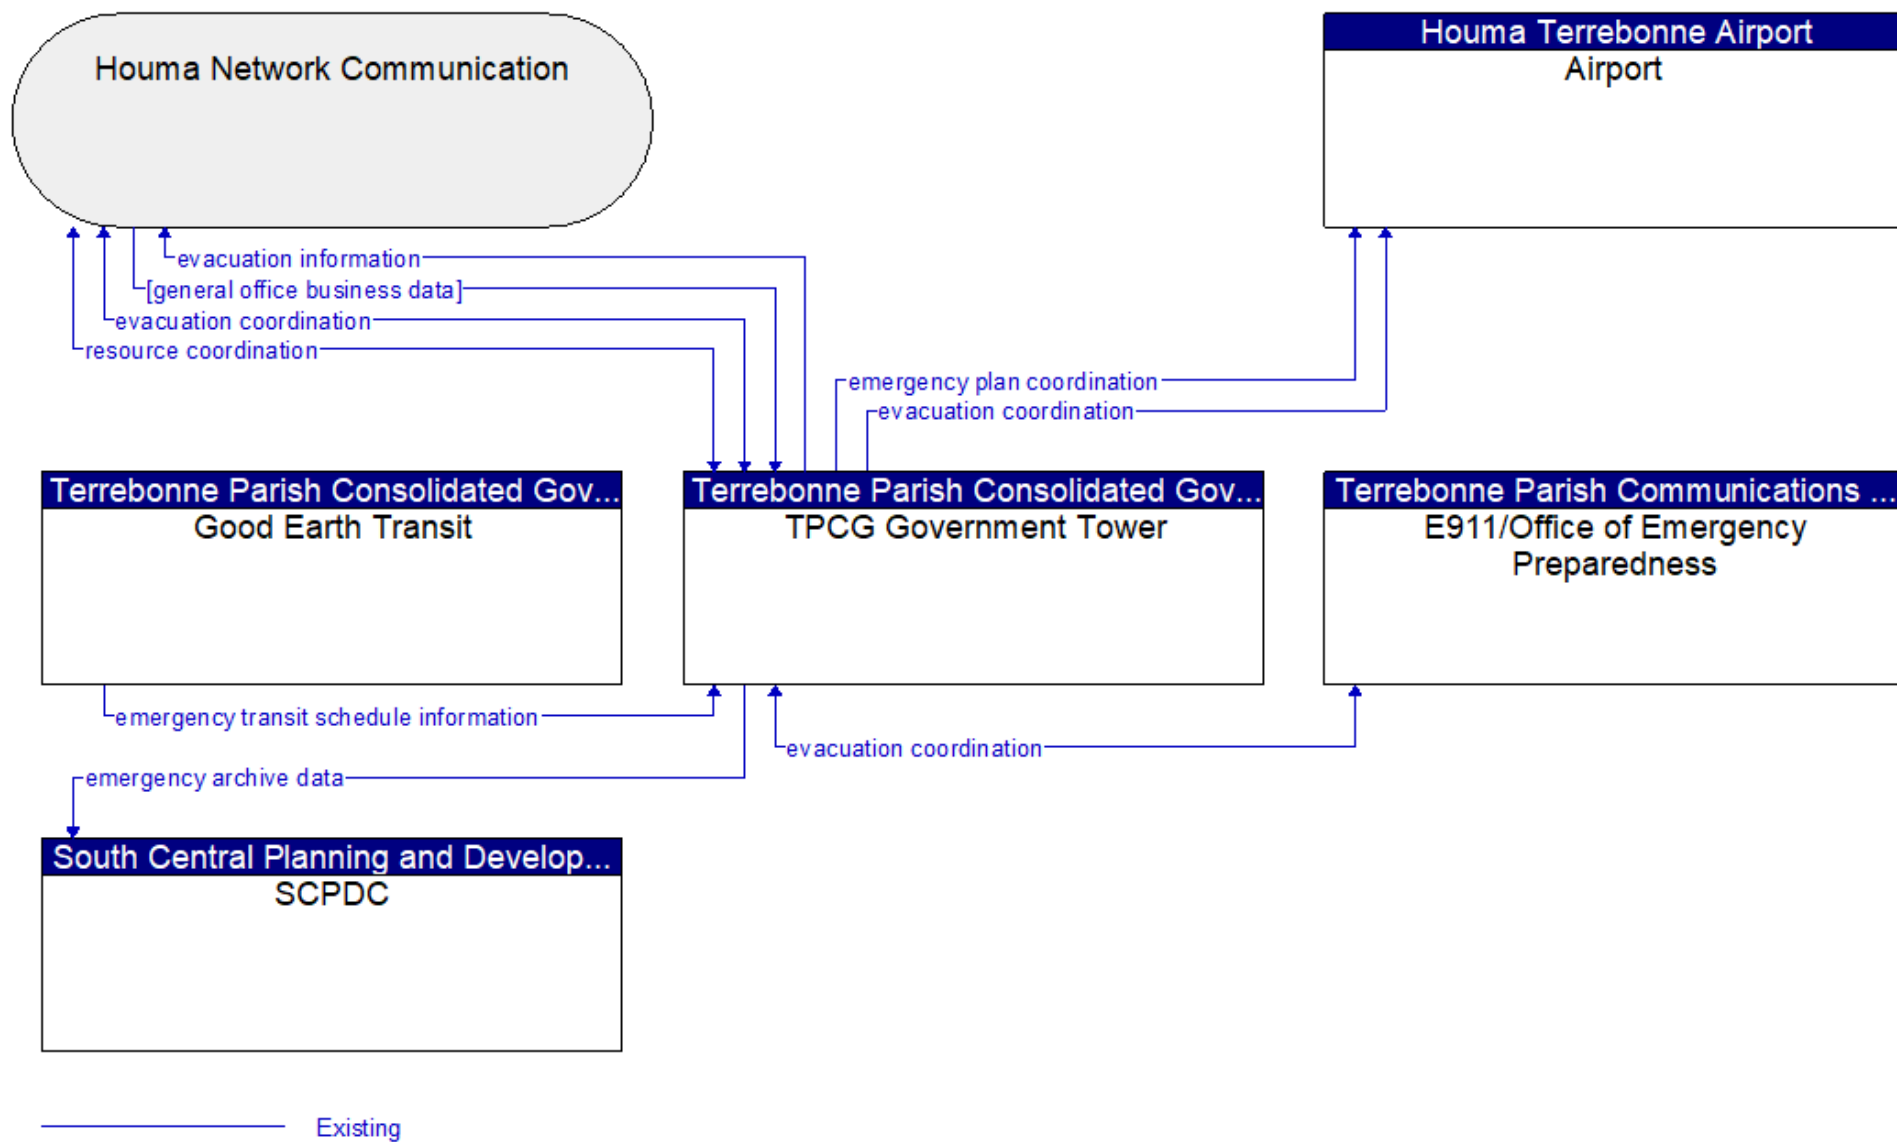 Houma Network Communication
Houma Terrebonne Airport
Airport
evacuation information
[general office business data]
evacuation coordination
resource coordination
emergency plan coordination
evacuation coordination
Terrebonne Parish Consolidated Gov...
Good Earth Transit
Terrebonne Parish Consolidated Gov...
TPCG Government Tower
Terrebonne Parish Communications ...
E911/Office of Emergency
Preparedness
emergency transit schedule information
evacuation coordination
emergency archive data
South Central Planning and Develop...
SCPDC
Existing